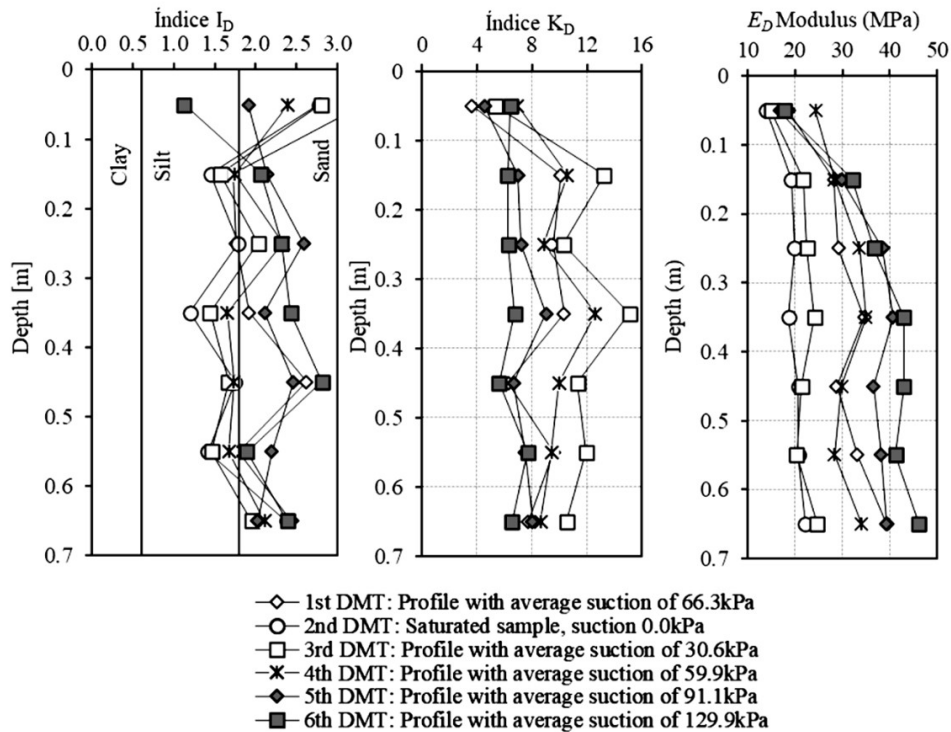 Índice I_D
0.0 0.5 1.0 1.5 2.0 2.5 3.0
0
0.1
0.2
0.3
0.4
0.5
0.6
0.7
Depth [m]
Clay
Silt
Sand
Índice K_D
0 4 8 12 16
0
0.1
0.2
0.3
0.4
0.5
0.6
0.7
Depth [m]
E_D Modulus (MPa)
10 20 30 40 50
0
0.1
0.2
0.3
0.4
0.5
0.6
0.7
Depth (m)
1st DMT: Profile with average suction of 66.3kPa
2nd DMT: Saturated sample, suction 0.0kPa
3rd DMT: Profile with average suction of 30.6kPa
4th DMT: Profile with average suction of 59.9kPa
5th DMT: Profile with average suction of 91.1kPa
6th DMT: Profile with average suction of 129.9kPa